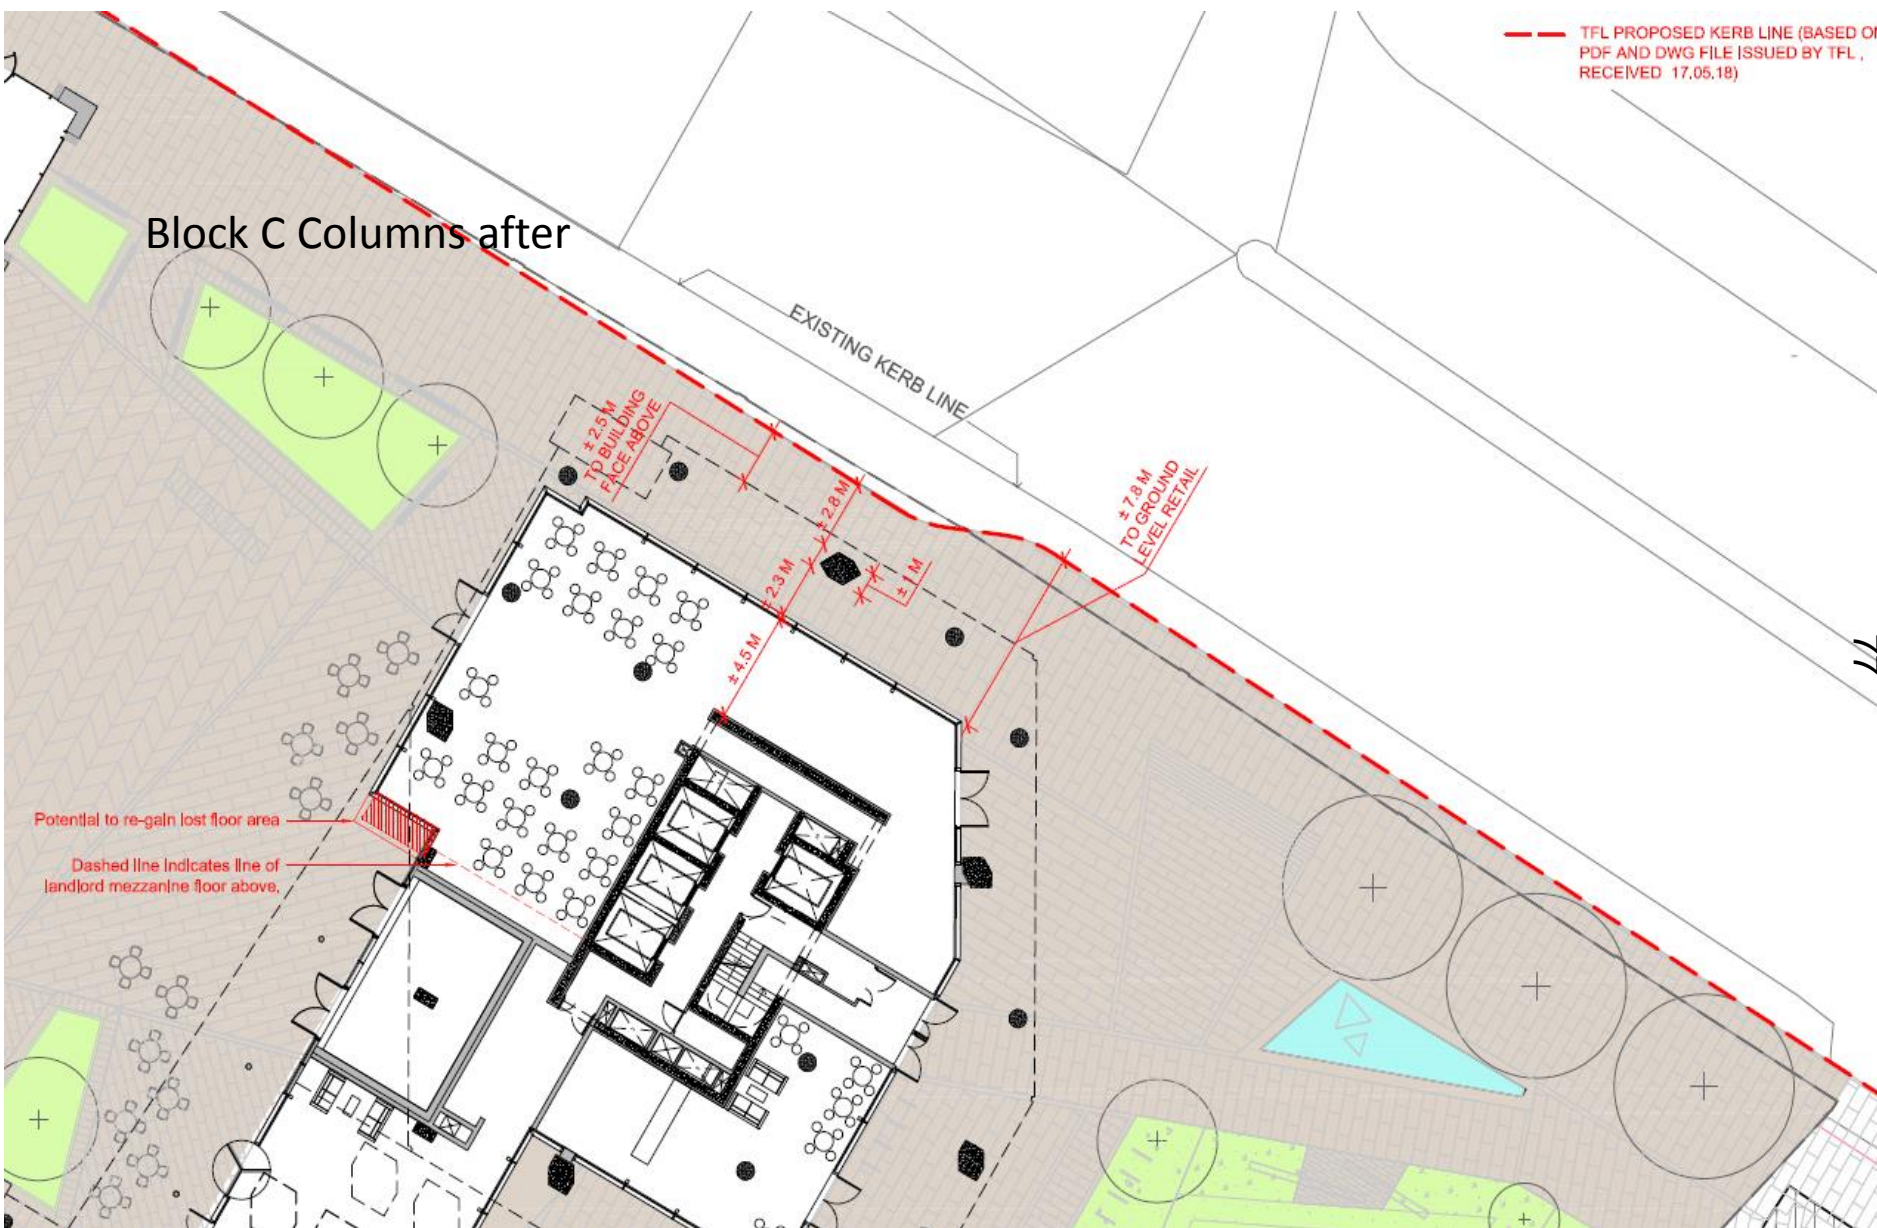 TFL PROPOSED KERB LINE (BASED ON
PDF AND DWG FILE ISSUED BY TFL ,
RECEIVED 17.05.18)
Block C Columns after
EXISTING KERB LINE
± 2.5 M
TO BUILDING
FACE ABOVE
± 2.8 M
± 7.8 M
TO GROUND
LEVEL RETAIL
± 2.3 M
± 1 M
± 4.5 M
Potential to re-gain lost floor area
Dashed line indicates line of
landlord mezzanine floor above.